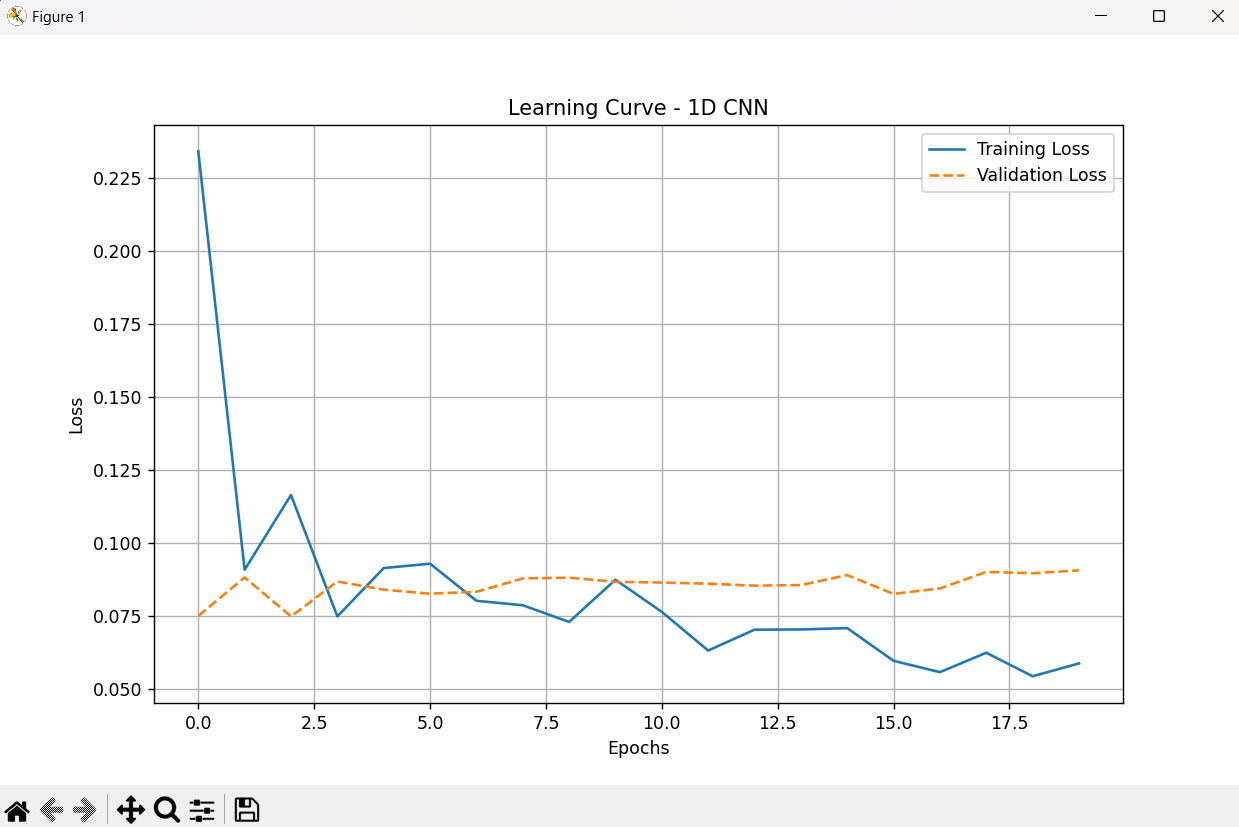 Figure 1
Learning Curve - 1D CNN
Training Loss
Validation Loss
0.225
0.200
0.175
0.150
0.125
0.100
0.075
0.050
Loss
0.0 2.5 5.0 7.5 10.0 12.5 15.0 17.5
Epochs